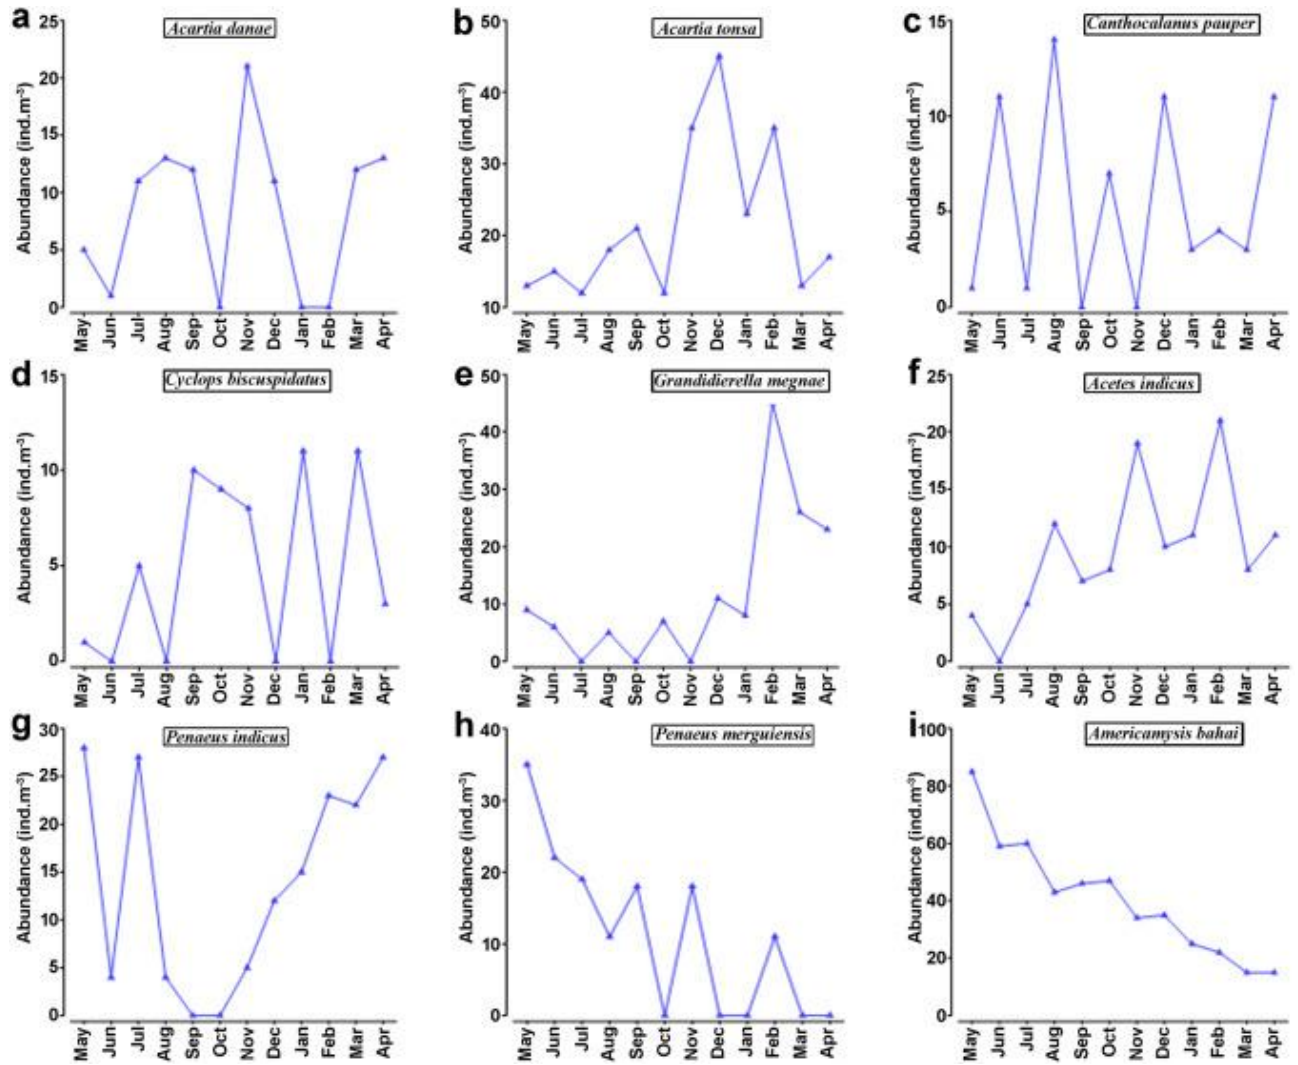 a
Acartia danae
Abundance (ind.m-3)
25
20
15
10
5
0
May Jun Jul Aug Sep Oct Nov Dec Jan Feb Mar Apr
b
Acartia tonsa
Abundance (ind.m-3)
50
40
30
20
10
May Jun Jul Aug Sep Oct Nov Dec Jan Feb Mar Apr
c
Canthocalanus pauper
Abundance (ind.m-3)
15
10
5
0
May Jun Jul Aug Sep Oct Nov Dec Jan Feb Mar Apr
d
Cyclops biscuspidatus
Abundance (ind.m-3)
15
10
5
0
May Jun Jul Aug Sep Oct Nov Dec Jan Feb Mar Apr
e
Grandidierella megnae
Abundance (ind.m-3)
50
40
30
20
10
0
May Jun Jul Aug Sep Oct Nov Dec Jan Feb Mar Apr
f
Acetes indicus
Abundance (ind.m-3)
25
20
15
10
5
0
May Jun Jul Aug Sep Oct Nov Dec Jan Feb Mar Apr
g
Penaeus indicus
Abundance (ind.m-3)
30
25
20
15
10
5
0
May Jun Jul Aug Sep Oct Nov Dec Jan Feb Mar Apr
h
Penaeus merguiensis
Abundance (ind.m-3)
40
30
20
10
0
May Jun Jul Aug Sep Oct Nov Dec Jan Feb Mar Apr
i
Americamysis bahai
Abundance (ind.m-3)
100
80
60
40
20
0
May Jun Jul Aug Sep Oct Nov Dec Jan Feb Mar Apr